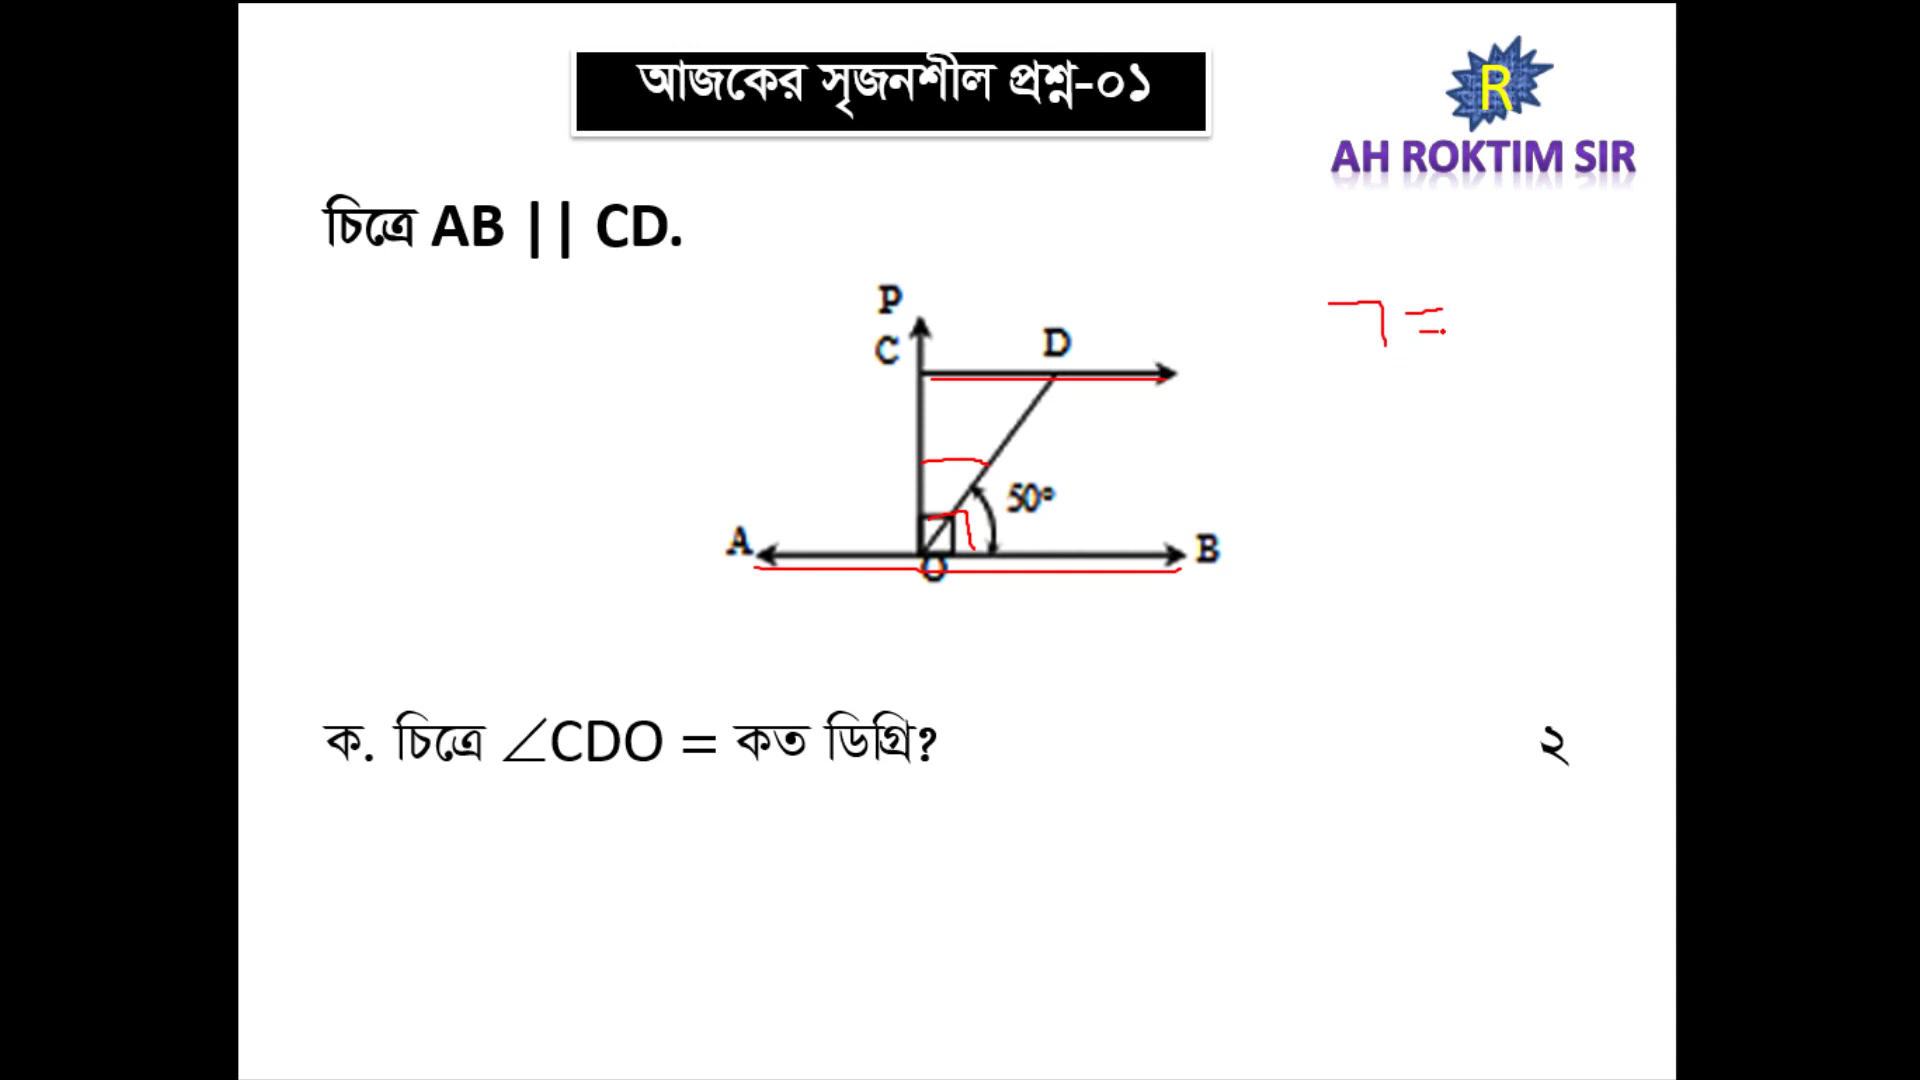 আজকের সৃজনশীল প্রশ্ন-০১
R
AH ROKTIM SIR
চিত্রে AB || CD.
P
C
D
50°
A
B
O
ㄱ =
ক. চিত্রে ∠CDO = কত ডিগ্রি? ২